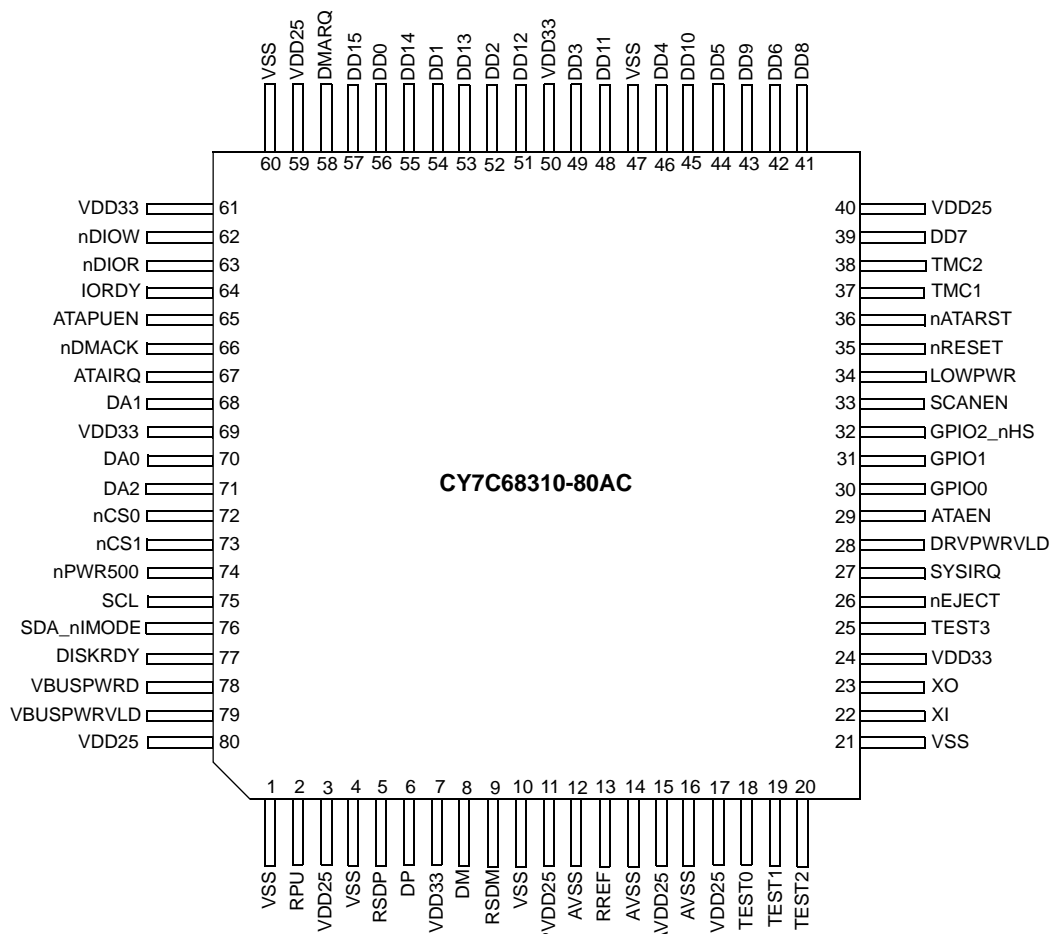 VSS
VDD25
DMARQ
DD15
DD0
DD14
DD1
DD13
DD2
DD12
VDD33
DD3
DD11
VSS
DD4
DD10
DD5
DD9
DD6
DD8
60 59 58 57 56 55 54 53 52 51 50 49 48 47 46 45 44 43 42 41
VDD33 61
nDIOW 62
nDIOR 63
IORDY 64
ATAPUEN 65
nDMACK 66
ATAIRQ 67
DA1 68
VDD33 69
DA0 70
DA2 71
nCS0 72
nCS1 73
nPWR500 74
SCL 75
SDA_nIMODE 76
DISKRDY 77
VBUSPWRD 78
VBUSPWRVLD 79
VDD25 80
CY7C68310-80AC
40 VDD25
39 DD7
38 TMC2
37 TMC1
36 nATARST
35 nRESET
34 LOWPWR
33 SCANEN
32 GPIO2_nHS
31 GPIO1
30 GPIO0
29 ATAEN
28 DRVPWRVLD
27 SYSIRQ
26 nEJECT
25 TEST3
24 VDD33
23 XO
22 XI
21 VSS
1 2 3 4 5 6 7 8 9 10 11 12 13 14 15 16 17 18 19 20
VSS
RPU
VDD25
VSS
RSDP
DP
VDD33
DM
RSDM
VSS
PVDD25
AVSS
RREF
AVSS
AVDD25
AVSS
VDD25
TEST0
TEST1
TEST2